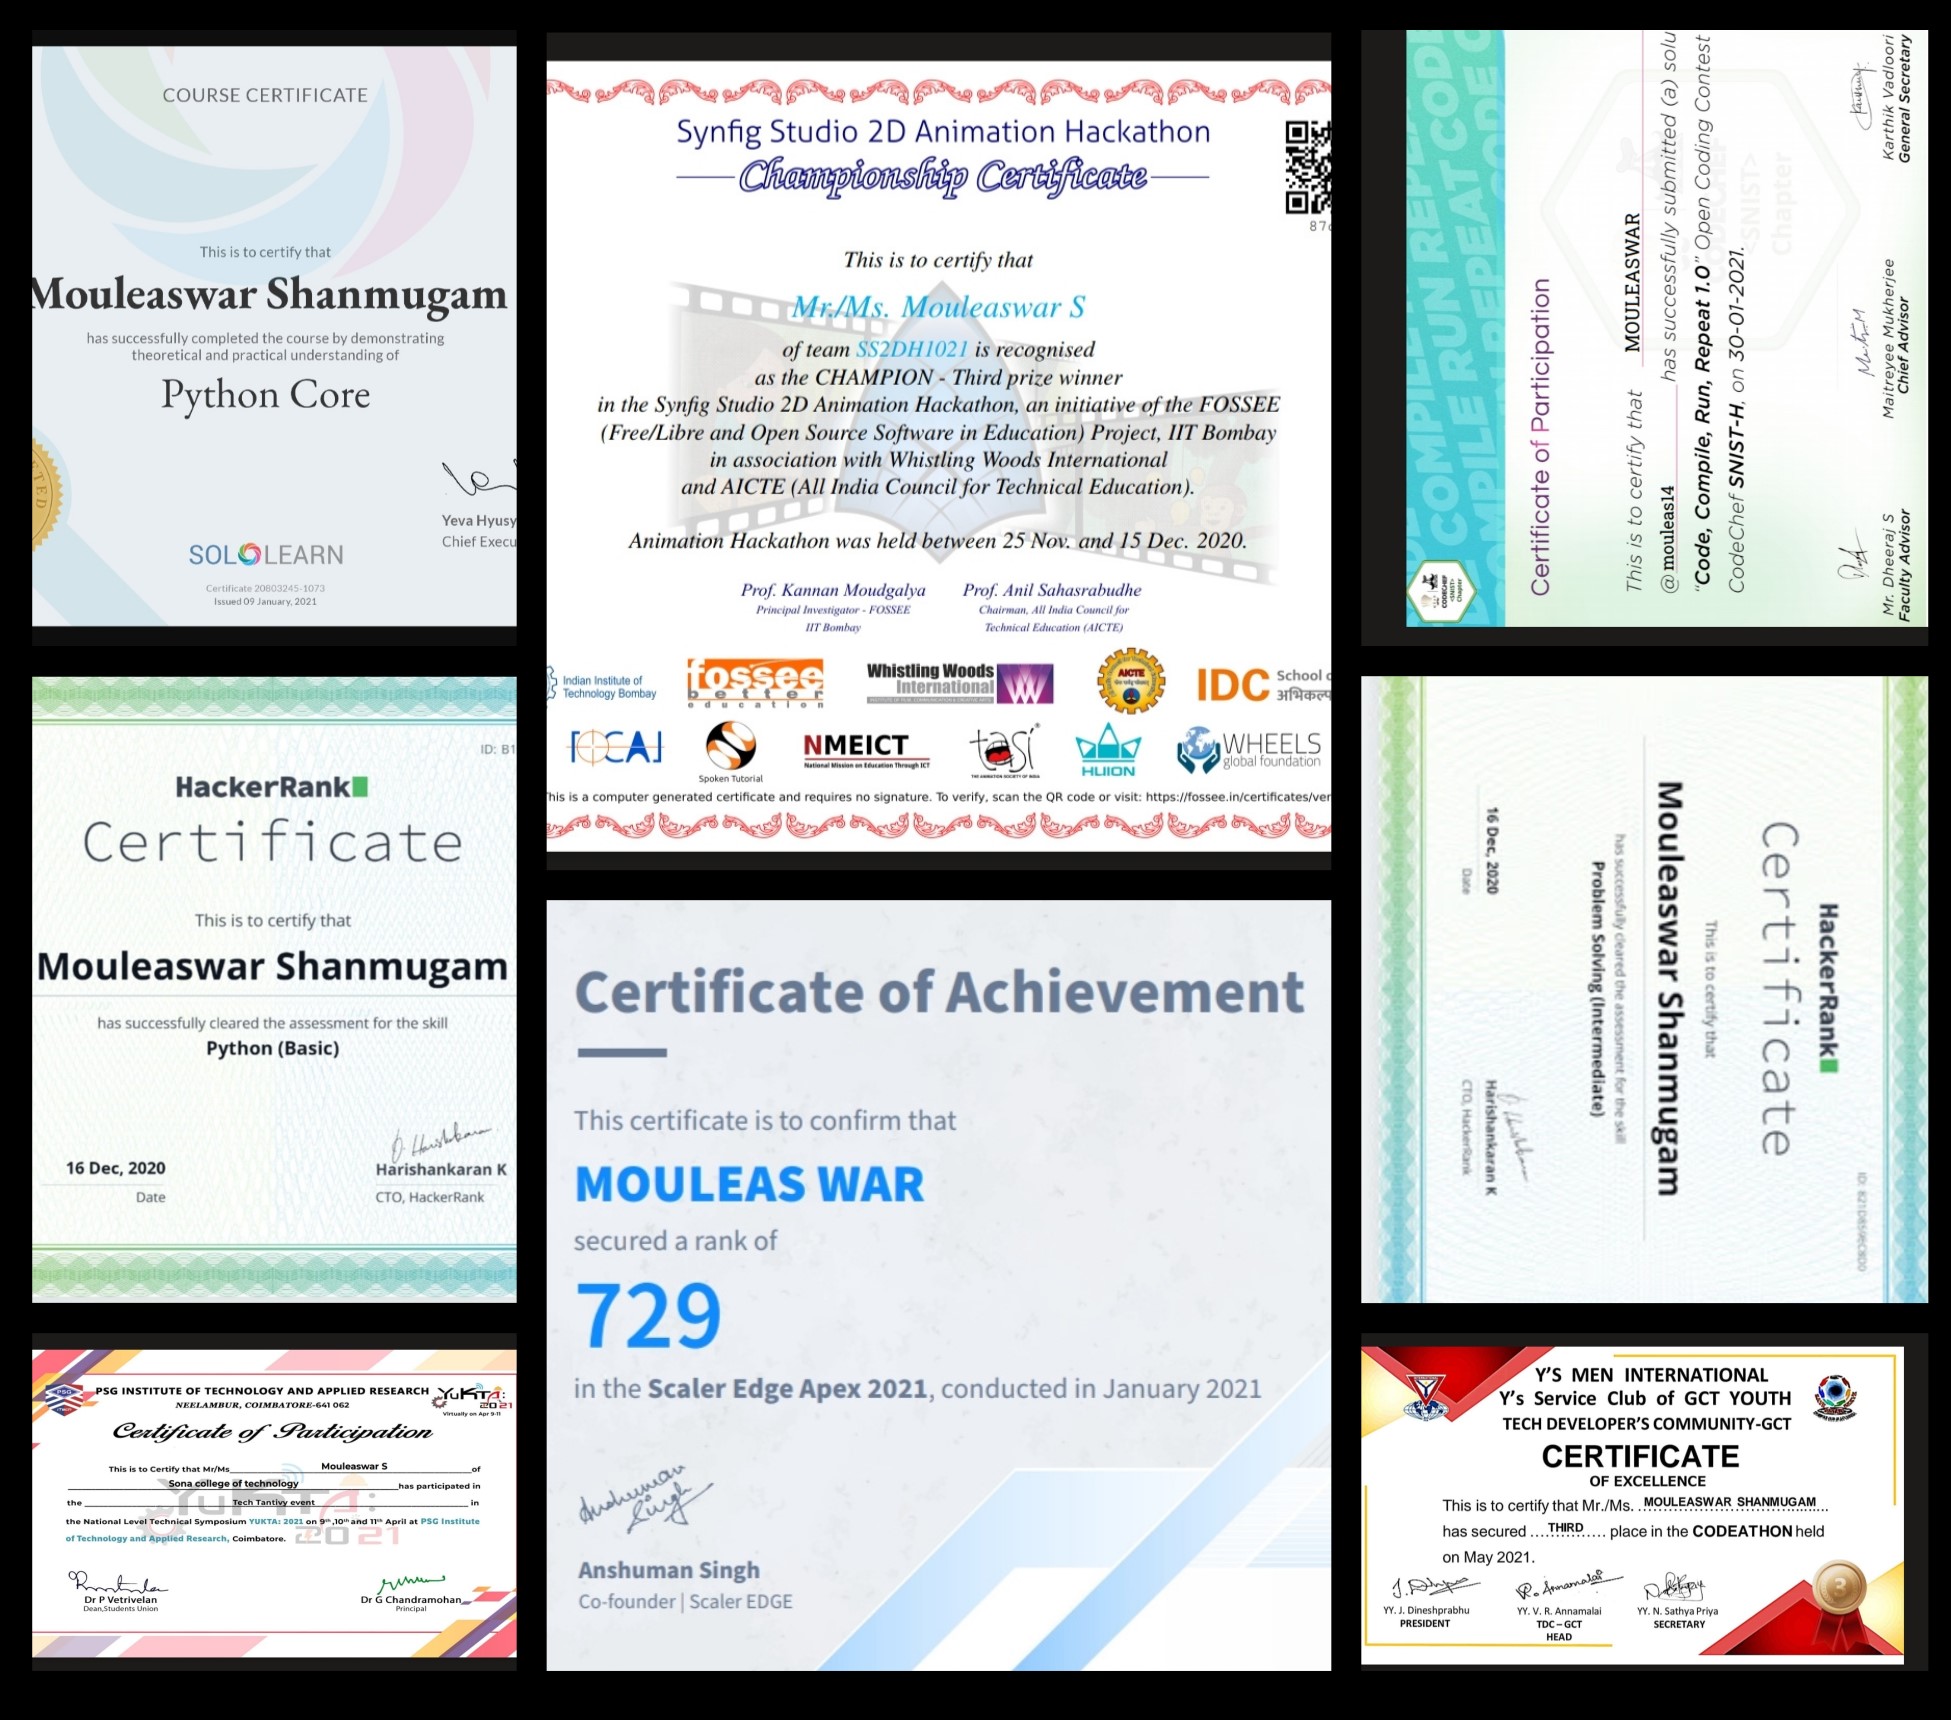 COURSE CERTIFICATE
This is to certify that
Mouleaswar Shanmugam
has successfully completed the course by demonstrating
theoretical and practical understanding of
Python Core
TED
Yeva Hyusy
Chief Execu
SOLOLEARN
Certificate 20803245-1073
Issued 09 January, 2021
Synfig Studio 2D Animation Hackathon
Championship Certificate
This is to certify that
Mr./Ms. Mouleaswar S
of team SS2DH1021 is recognised
as the CHAMPION - Third prize winner
in the Synfig Studio 2D Animation Hackathon, an initiative of the FOSSEE
(Free/Libre and Open Source Software in Education) Project, IIT Bombay
in association with Whistling Woods International
and AICTE (All India Council for Technical Education).
Animation Hackathon was held between 25 Nov. and 15 Dec. 2020.
Prof. Kannan Moudgalya
Principal Investigator - FOSSEE
IIT Bombay
Prof. Anil Sahasrabudhe
Chairman, All India Council for
Technical Education (AICTE)
Indian Institute of
Technology Bombay
fossee
better
education
Whistling Woods
International
AICTE
IDC School
Spoken Tutorial
NMEICT
National Mission on Education Through ICT
tasi
THE ANIMATION SOCIETY OF INDIA
HUION
WHEELS
global foundation
his is a computer generated certificate and requires no signature. To verify, scan the QR code or visit: https://fossee.in/certificates/ver
COMPILE RUN REPEAT CODE
Certificate of Participation
This is to certify that MOULEASWAR
@mouleas14 has successfully submitted (a) solu
"Code, Compile, Run, Repeat 1.0" Open Coding Contest
CodeChef SNIST-H, on 30-01-2021.
CODECHEF
<SNIST>
Chapter
Mr. Dheeraj S
Faculty Advisor
Maitreyee Mukherjee
Chief Advisor
Karthik Vadloori
General Secretary
ID: B1
HackerRank
Certificate
This is to certify that
Mouleaswar Shanmugam
has successfully cleared the assessment for the skill
Python (Basic)
16 Dec, 2020
Date
Harishankaran K
CTO, HackerRank
Certificate of Achievement
This certificate is to confirm that
MOULEAS WAR
secured a rank of
729
in the Scaler Edge Apex 2021, conducted in January 2021
Anshuman Singh
Co-founder | Scaler EDGE
HackerRank
Certificate
This is to certify that
Mouleaswar Shanmugam
has successfully cleared the assessment for the skill
Problem Solving (Intermediate)
16 Dec, 2020
Date
Harishankaran K
CTO, HackerRank
PSG INSTITUTE OF TECHNOLOGY AND APPLIED RESEARCH
NEELAMBUR, COIMBATORE-641 062
YuKTA:
2021
Virtually on Apr 9-11
Certificate of Participation
This is to Certify that Mr/Ms Mouleaswar S of
Sona college of technology has participated in
the Tech Tantivy event in
the National Level Technical Symposium YUKTA: 2021 on 9th ,10th and 11th April at PSG Institute
of Technology and Applied Research, Coimbatore.
Dr P Vetrivelan
Dean,Students Union
Dr G Chandramohan
Principal
Y'S MEN INTERNATIONAL
Y's Service Club of GCT YOUTH
TECH DEVELOPER'S COMMUNITY-GCT
CERTIFICATE
OF EXCELLENCE
This is to certify that Mr./Ms. MOULEASWAR SHANMUGAM
has secured THIRD place in the CODEATHON held
on May 2021.
3
YY. J. Dineshprabhu
PRESIDENT
YY. V. R. Annamalai
TDC – GCT
HEAD
YY. N. Sathya Priya
SECRETARY